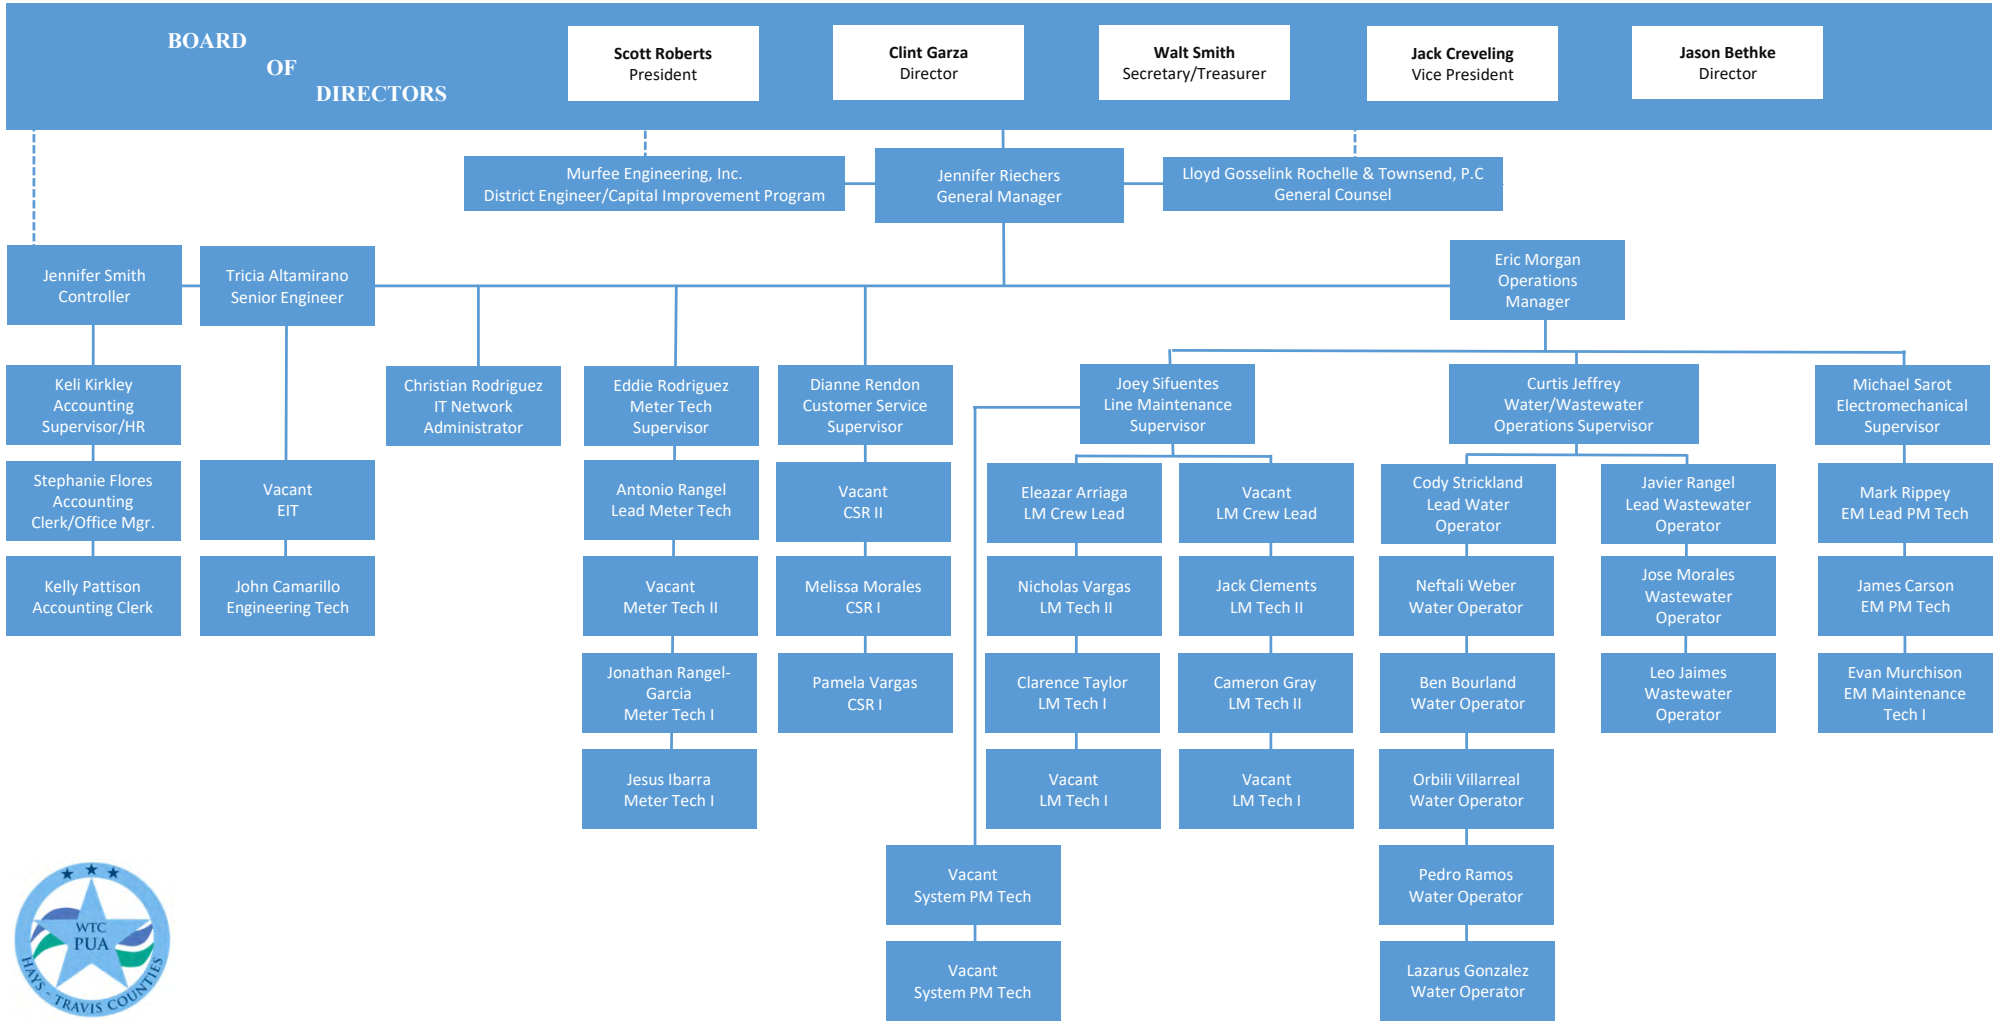 BOARD
OF
DIRECTORS
Scott Roberts
President
Clint Garza
Director
Walt Smith
Secretary/Treasurer
Jack Creveling
Vice President
Jason Bethke
Director
Murfee Engineering, Inc.
District Engineer/Capital Improvement Program
Jennifer Riechers
General Manager
Lloyd Gosselink Rochelle & Townsend, P.C
General Counsel
Jennifer Smith
Controller
Tricia Altamirano
Senior Engineer
Eric Morgan
Operations
Manager
Keli Kirkley
Accounting
Supervisor/HR
Christian Rodriguez
IT Network
Administrator
Eddie Rodriguez
Meter Tech
Supervisor
Dianne Rendon
Customer Service
Supervisor
Joey Sifuentes
Line Maintenance
Supervisor
Curtis Jeffrey
Water/Wastewater
Operations Supervisor
Michael Sarot
Electromechanical
Supervisor
Stephanie Flores
Accounting
Clerk/Office Mgr.
Vacant
EIT
Antonio Rangel
Lead Meter Tech
Vacant
CSR II
Eleazar Arriaga
LM Crew Lead
Vacant
LM Crew Lead
Cody Strickland
Lead Water
Operator
Javier Rangel
Lead Wastewater
Operator
Mark Rippey
EM Lead PM Tech
Kelly Pattison
Accounting Clerk
John Camarillo
Engineering Tech
Vacant
Meter Tech II
Melissa Morales
CSR I
Nicholas Vargas
LM Tech II
Jack Clements
LM Tech II
Neftali Weber
Water Operator
Jose Morales
Wastewater
Operator
James Carson
EM PM Tech
Jonathan Rangel-
Garcia
Meter Tech I
Pamela Vargas
CSR I
Clarence Taylor
LM Tech I
Cameron Gray
LM Tech II
Ben Bourland
Water Operator
Leo Jaimes
Wastewater
Operator
Evan Murchison
EM Maintenance
Tech I
Jesus Ibarra
Meter Tech I
Vacant
LM Tech I
Vacant
LM Tech I
Orbili Villarreal
Water Operator
Vacant
System PM Tech
Pedro Ramos
Water Operator
Vacant
System PM Tech
Lazarus Gonzalez
Water Operator
WTC
PUA
HAYS - TRAVIS COUNTIES